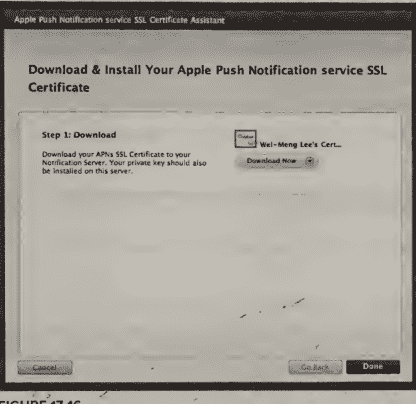 Apple Push Notification service SSL Certificate Assistant
Download & Install Your Apple Push Notification service SSL
Certificate
Step 1: Download
Download your APNs SSL Certificate to your
Notification Server. Your private key should also
be installed on this server.
Wei-Meng Lee's Cert...
Download Now
Cancel
Go Back
Done
FIGURE 17-16